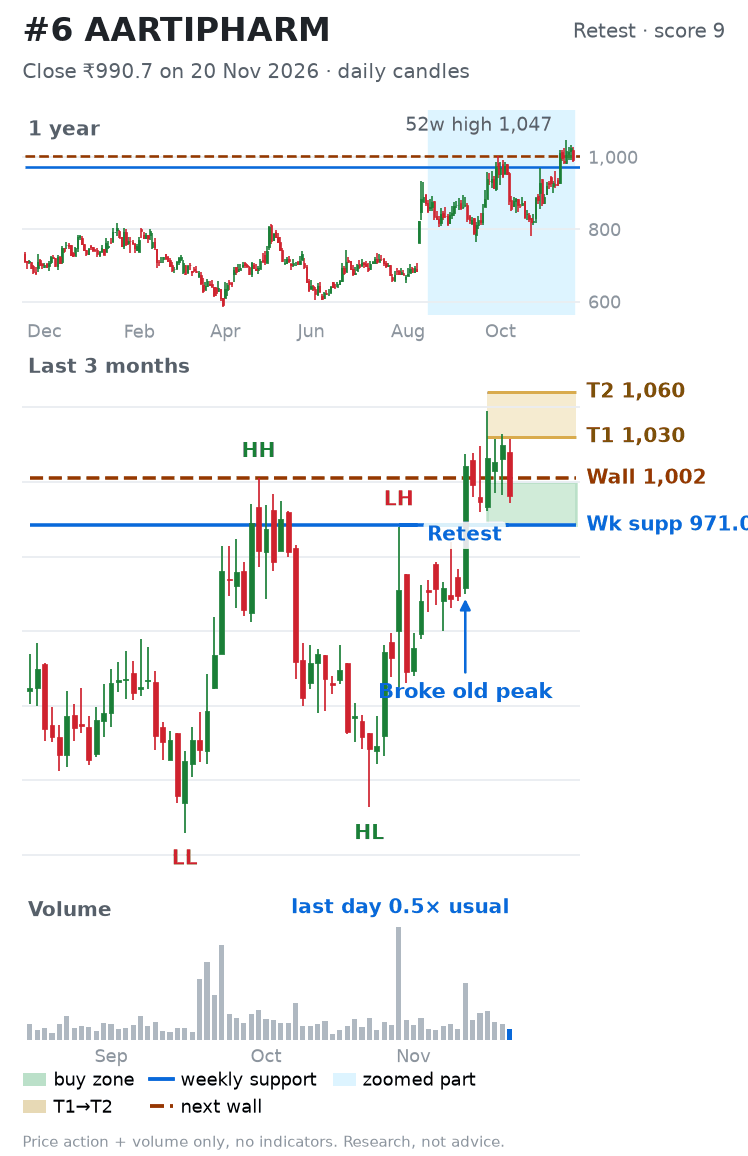 #6 AARTIPHARM
Retest · score 9
Close ₹990.7 on 20 Nov 2026 · daily candles
1 year
52w high 1,047
1,000
800
600
Dec Feb Apr Jun Aug Oct
Last 3 months
T2 1,060
HH
T1 1,030
Wall 1,002
LH
Wk supp 971.0
Retest
Broke old peak
HL
LL
Volume
last day 0.5× usual
Sep Oct Nov
buy zone weekly support zoomed part
T1→T2 next wall
Price action + volume only, no indicators. Research, not advice.